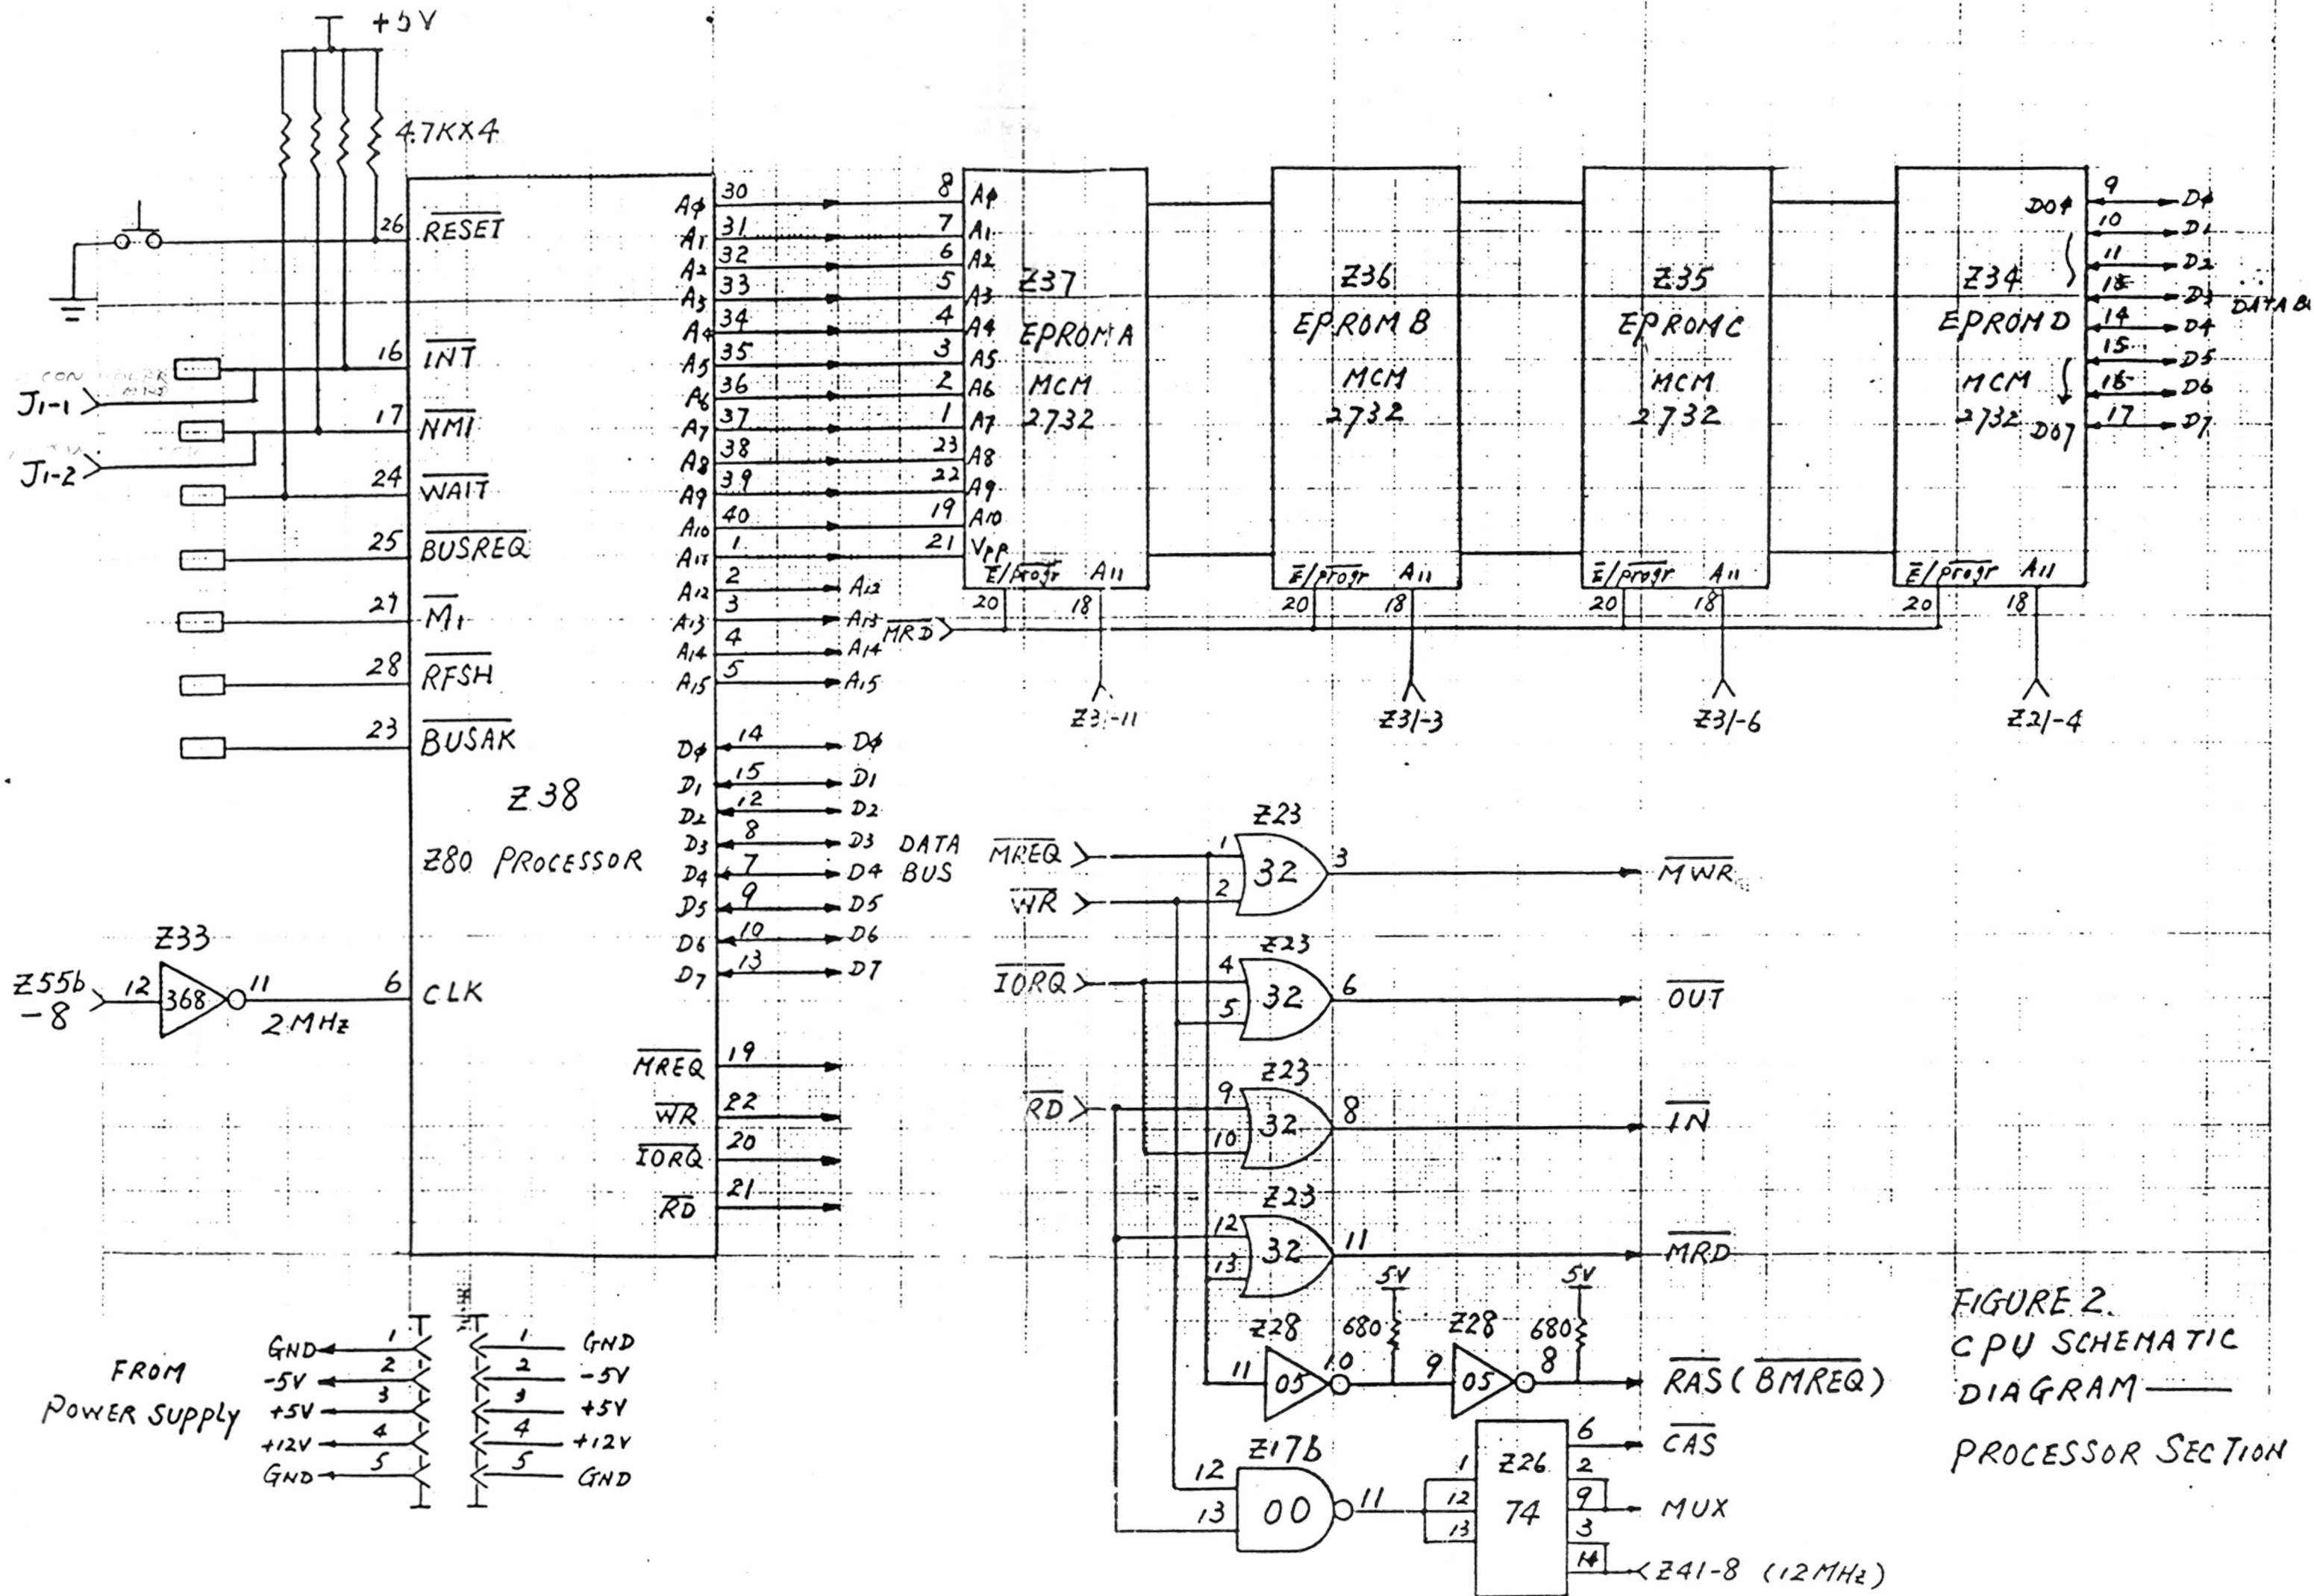 +5V
4.7KX4
26 RESET
16 INT
J1-1
17 NMI
J1-2
24 WAIT
25 BUSREQ
27 M1
28 RFSH
23 BUSAK
Z38
Z80 PROCESSOR
Z33
Z55b
-8
12 368 11
2MHz
6 CLK
Aϕ 30
A1 31
A2 32
A3 33
A4 34
A5 35
A6 36
A7 37
A8 38
A9 39
A10 40
A11 1
A12 2 A12
A13 3 A13
A14 4 A14
A15 5 A15
Dϕ 14 Dϕ
D1 15 D1
D2 12 D2
D3 8 D3 DATA
D4 7 D4 BUS
D5 9 D5
D6 10 D6
D7 13 D7
MREQ 19
WR 22
IORQ 20
RD 21
8 Aϕ
7 A1
6 A2
5 A3
4 A4
3 A5
2 A6
1 A7
23 A8
22 A9
19 A10
21 VPP
Z37
EPROM A
MCM
2732
E/progr A11
20 18
MRD
Z31-11
Z36
EPROM B
MCM
2732
E/progr A11
20 18
Z31-3
Z35
EPROM C
MCM
2732
E/progr A11
20 18
Z31-6
Z34
EPROM D
MCM
2732
E/progr A11
20 18
Z21-4
DOϕ 9 Dϕ
10 D1
11 D2
D3 DATA
14 D4
15 D5
D6
DO7 17 D7
Z23
MREQ 1 32 3 MWR
WR 2
Z23
IORQ 4 32 6 OUT
5
Z23
RD 9 32 8 IN
10
Z23
12 32 11 MRD
13
5V 5V
Z28 680 Z28 680
11 05 10 9 05 8 RAS (BMREQ)
Z17b
12 00 11
13
Z26
74
1
12
13
6 CAS
2
9 MUX
3
14 Z41-8 (12MHz)
FROM
POWER SUPPLY
GND 1 1 GND
-5V 2 2 -5V
+5V 3 3 +5V
+12V 4 4 +12V
GND 5 5 GND
FIGURE 2.
CPU SCHEMATIC
DIAGRAM ——
PROCESSOR SECTION